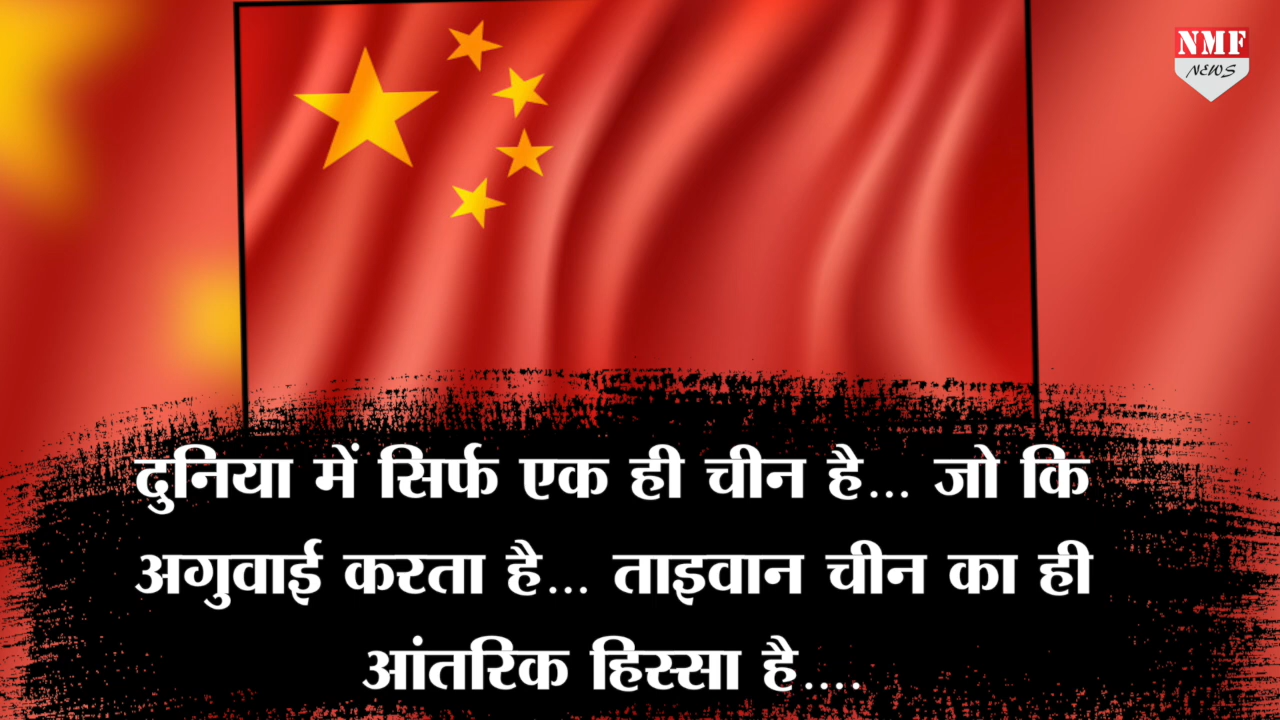 NMF
NEWS
दुनिया में सिर्फ एक ही चीन है... जो कि
अगुवाई करता है... ताइवान चीन का ही
आंतरिक हिस्सा है....